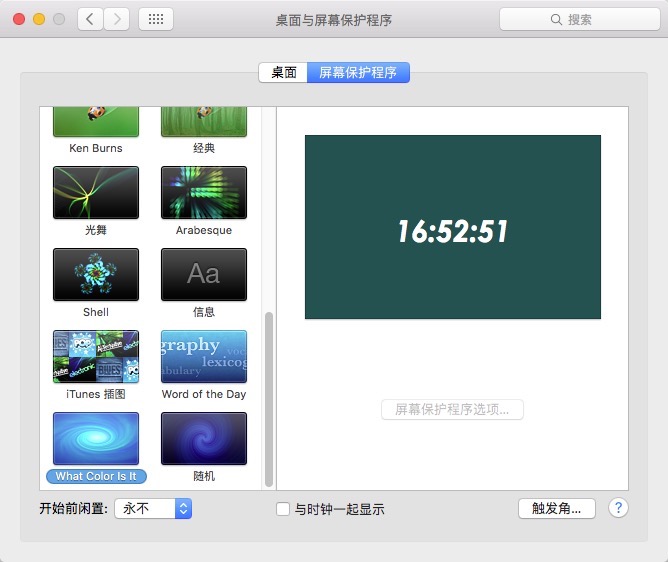 桌面与屏幕保护程序
搜索
桌面
屏幕保护程序
Ken Burns
经典
光舞
Arabesque
Shell
Aa
信息
iTunes 插图
POP
BLUES
electronic
graphy
lexicog
vocabulary
Word of the Day
What Color Is It
随机
16:52:51
屏幕保护程序选项...
开始前闲置:
永不
与时钟一起显示
触发角...
?